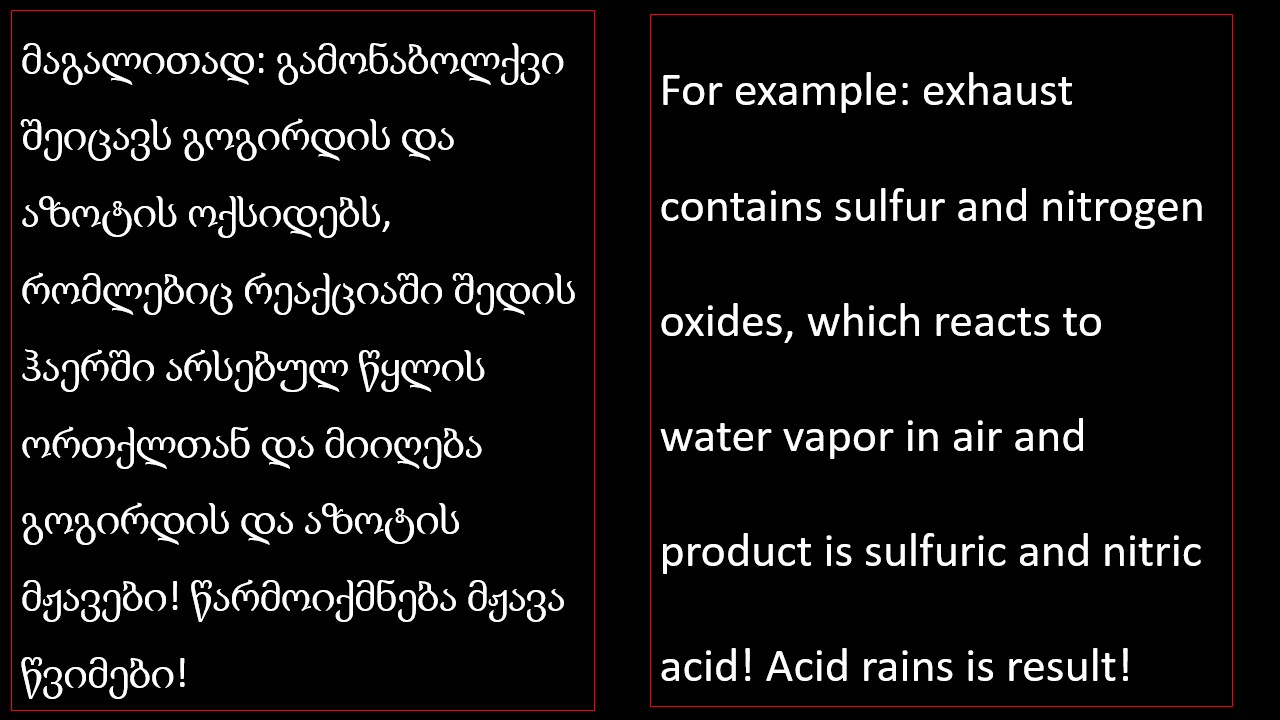 მაგალითად: გამონაბოლქვი
შეიცავს გოგირდის და
აზოტის ოქსიდებს,
რომლებიც რეაქციაში შედის
ჰაერში არსებულ წყლის
ორთქლთან და მიიღება
გოგირდის და აზოტის
მჟავები! წარმოიქმნება მჟავა
წვიმები!
For example: exhaust
contains sulfur and nitrogen
oxides, which reacts to
water vapor in air and
product is sulfuric and nitric
acid! Acid rains is result!